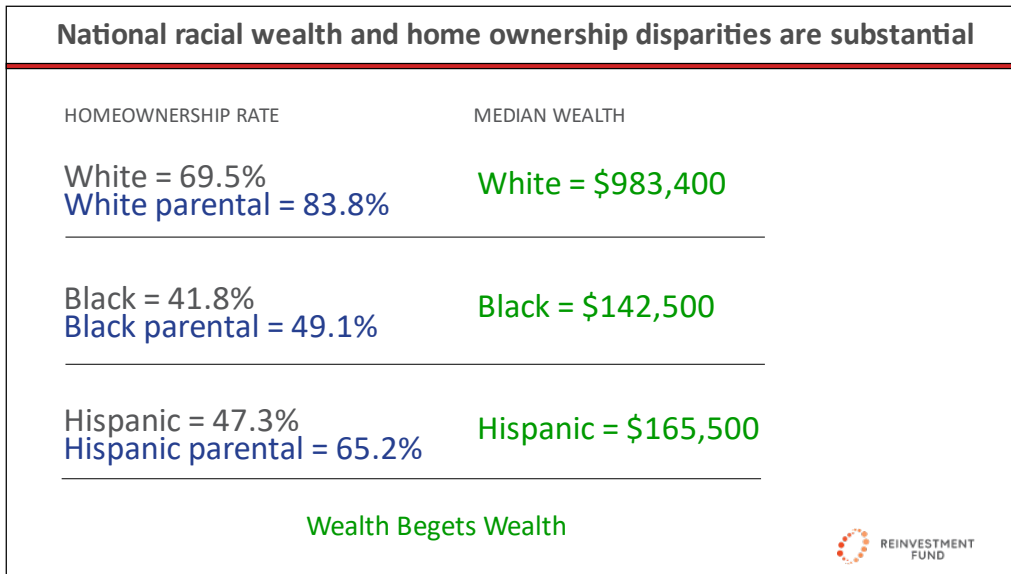 National racial wealth and home ownership disparities are substantial
HOMEOWNERSHIP RATE
MEDIAN WEALTH
White = 69.5%
White parental = 83.8%
White = $983,400
Black = 41.8%
Black parental = 49.1%
Black = $142,500
Hispanic = 47.3%
Hispanic parental = 65.2%
Hispanic = $165,500
Wealth Begets Wealth
REINVESTMENT
FUND